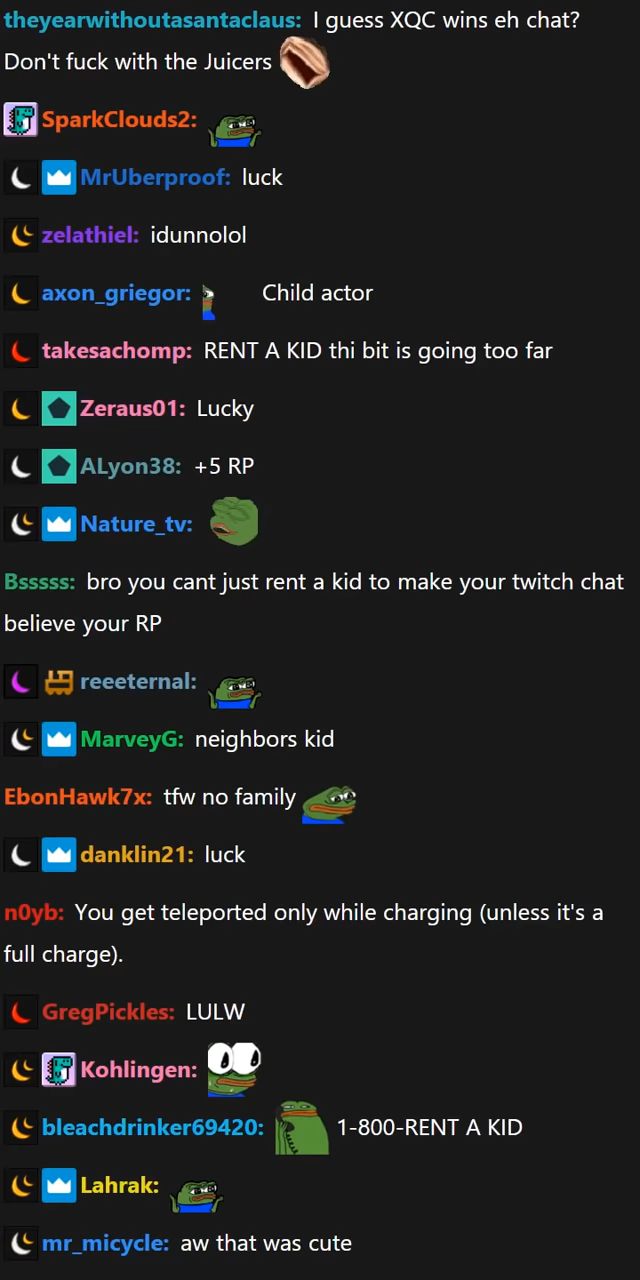 theyearwithoutasantaclaus: I guess XQC wins eh chat?
Don't fuck with the Juicers
SparkClouds2:
MrUberproof: luck
zelathiel: idunnolol
axon_griegor: Child actor
takesachomp: RENT A KID thi bit is going too far
Zeraus01: Lucky
ALyon38: +5 RP
Nature_tv:
Bsssss: bro you cant just rent a kid to make your twitch chat
believe your RP
reeeternal:
MarveyG: neighbors kid
EbonHawk7x: tfw no family
danklin21: luck
n0yb: You get teleported only while charging (unless it's a
full charge).
GregPickles: LULW
Kohlingen:
bleachdrinker69420: 1-800-RENT A KID
Lahrak:
mr_micycle: aw that was cute